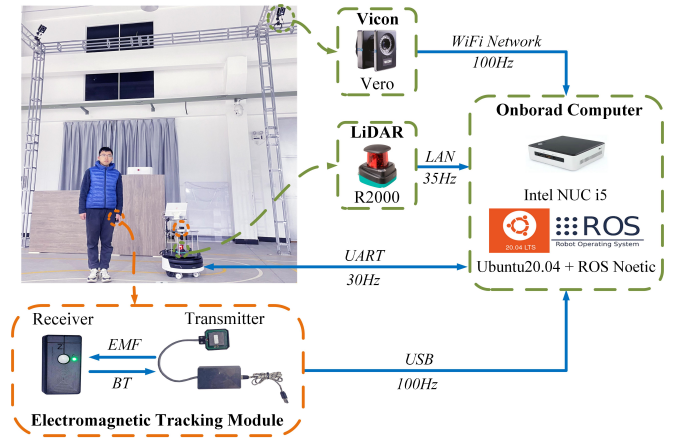 Vicon
Vero
WiFi Network
100Hz
Onborad Computer
LiDAR
R2000
LAN
35Hz
Intel NUC i5
20.04 LTS
ROS
Robot Operating System
Ubuntu20.04 + ROS Noetic
UART
30Hz
Receiver
Transmitter
EMF
BT
USB
100Hz
Electromagnetic Tracking Module